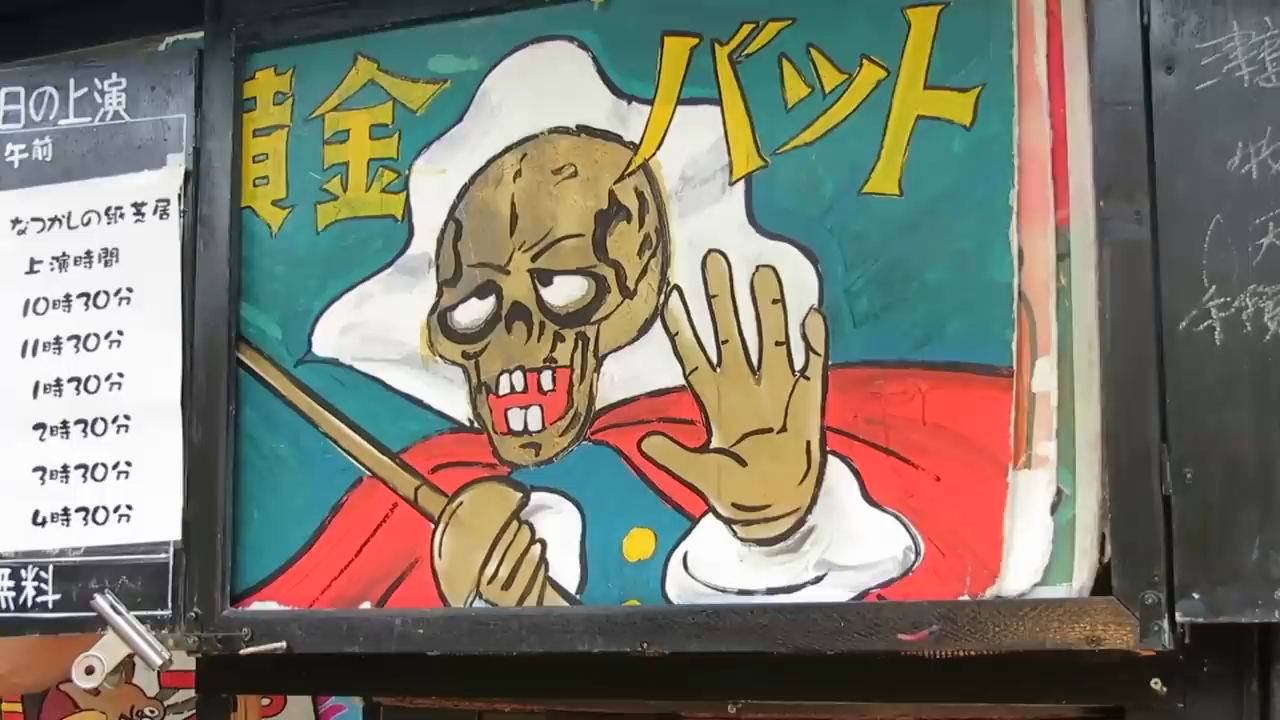 日の上演
午前
なつかしの紙芝居
上演時間
10時30分
11時30分
1時30分
2時30分
3時30分
4時30分
無料
黄金バット